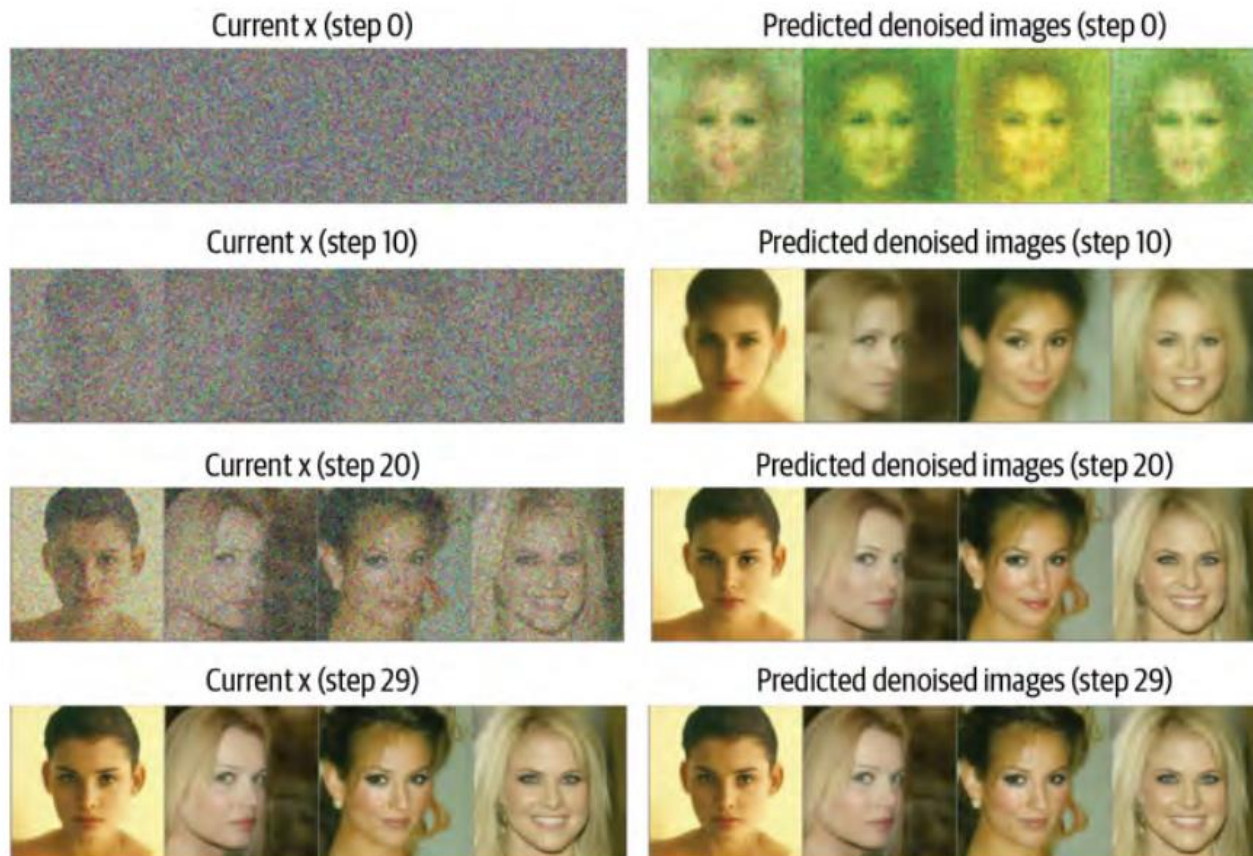 Current x (step 0)
Predicted denoised images (step 0)
Current x (step 10)
Predicted denoised images (step 10)
Current x (step 20)
Predicted denoised images (step 20)
Current x (step 29)
Predicted denoised images (step 29)